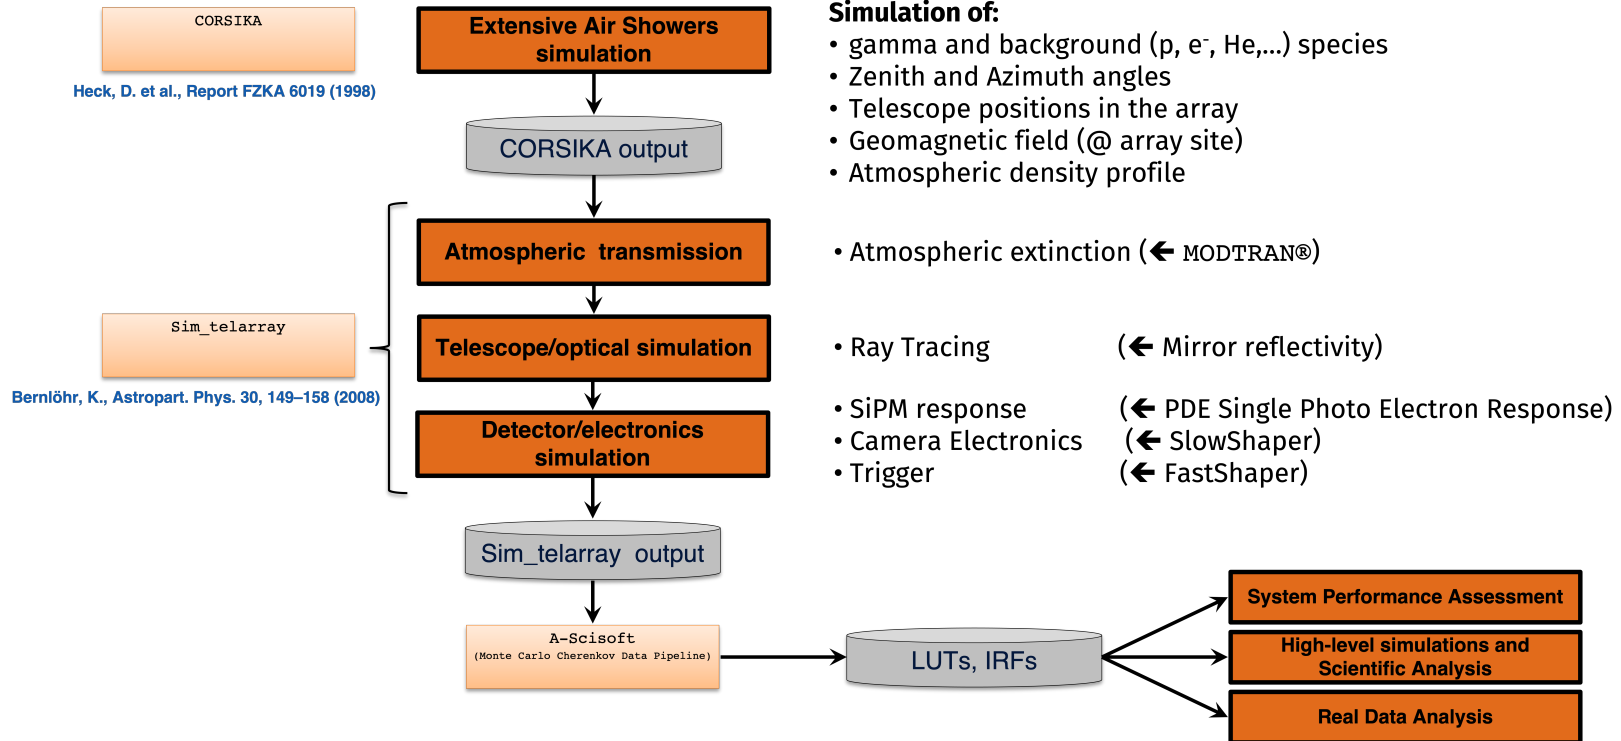 CORSIKA
Heck, D. et al., Report FZKA 6019 (1998)
Extensive Air Showers
simulation
Simulation of:
• gamma and background (p, e-, He,...) species
• Zenith and Azimuth angles
• Telescope positions in the array
• Geomagnetic field (@ array site)
• Atmospheric density profile
CORSIKA output
Atmospheric transmission
• Atmospheric extinction (🡰 MODTRAN®)
Sim_telarray
Bernlöhr, K., Astropart. Phys. 30, 149–158 (2008)
Telescope/optical simulation
• Ray Tracing (🡰 Mirror reflectivity)
Detector/electronics
simulation
• SiPM response (🡰 PDE Single Photo Electron Response)
• Camera Electronics (🡰 SlowShaper)
• Trigger (🡰 FastShaper)
Sim_telarray output
A-Scisoft
(Monte Carlo Cherenkov Data Pipeline)
LUTs, IRFs
System Performance Assessment
High-level simulations and
Scientific Analysis
Real Data Analysis